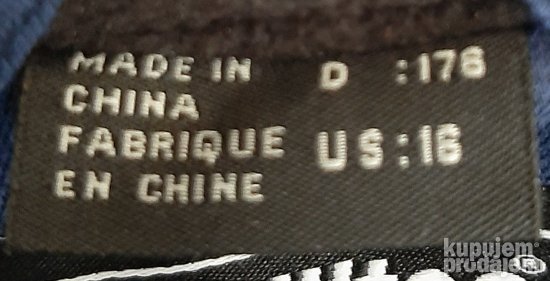 MADE IN D :176
CHINA
FABRIQUE US:16
EN CHINE
kupujem
prodajem